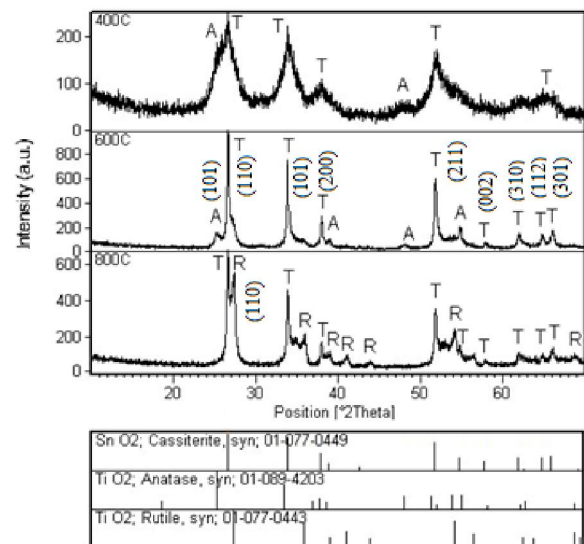 400C
200
A
T
T
T
A
T
T
100
0
600C
800
600
400
200
0
(101)
A
T
(110)
T
(101)
T
(200)
A
A
T
(211)
A
T
(002)
T
(310)
T
(112)
T
(301)
800C
600
400
200
0
T
R
(110)
T
R
T
R
R
R
T
R
T
T
T
T
T
R
Intensity (a.u.)
20
30
40
50
60
Position [°2Theta]
Sn O2; Cassiterite, syn; 01-077-0449
Ti O2; Anatase, syn; 01-089-4203
Ti O2; Rutile, syn; 01-077-0443